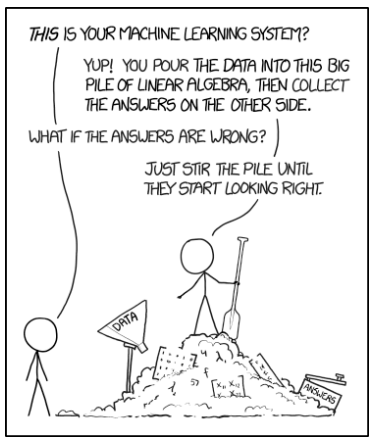 THIS IS YOUR MACHINE LEARNING SYSTEM?
YUP! YOU POUR THE DATA INTO THIS BIG
PILE OF LINEAR ALGEBRA, THEN COLLECT
THE ANSWERS ON THE OTHER SIDE.
WHAT IF THE ANSWERS ARE WRONG?
JUST STIR THE PILE UNTIL
THEY START LOOKING RIGHT.
DATA
ANSWERS